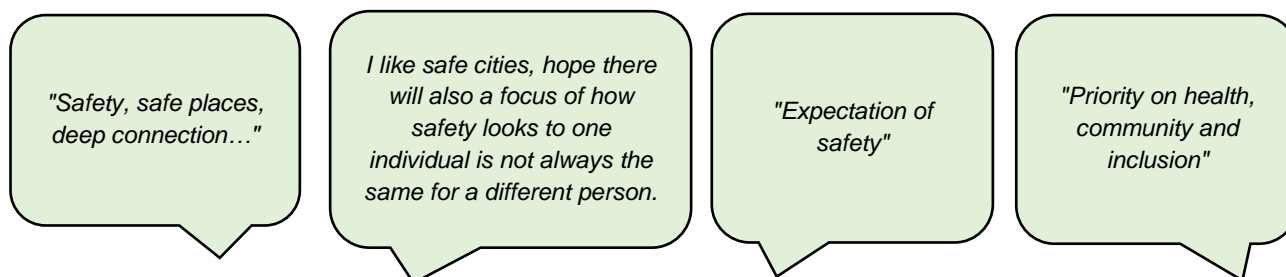 "Safety, safe places,
deep connection…"
I like safe cities, hope there
will also a focus of how
safety looks to one
individual is not always the
same for a different person.
"Expectation of
safety"
"Priority on health,
community and
inclusion"